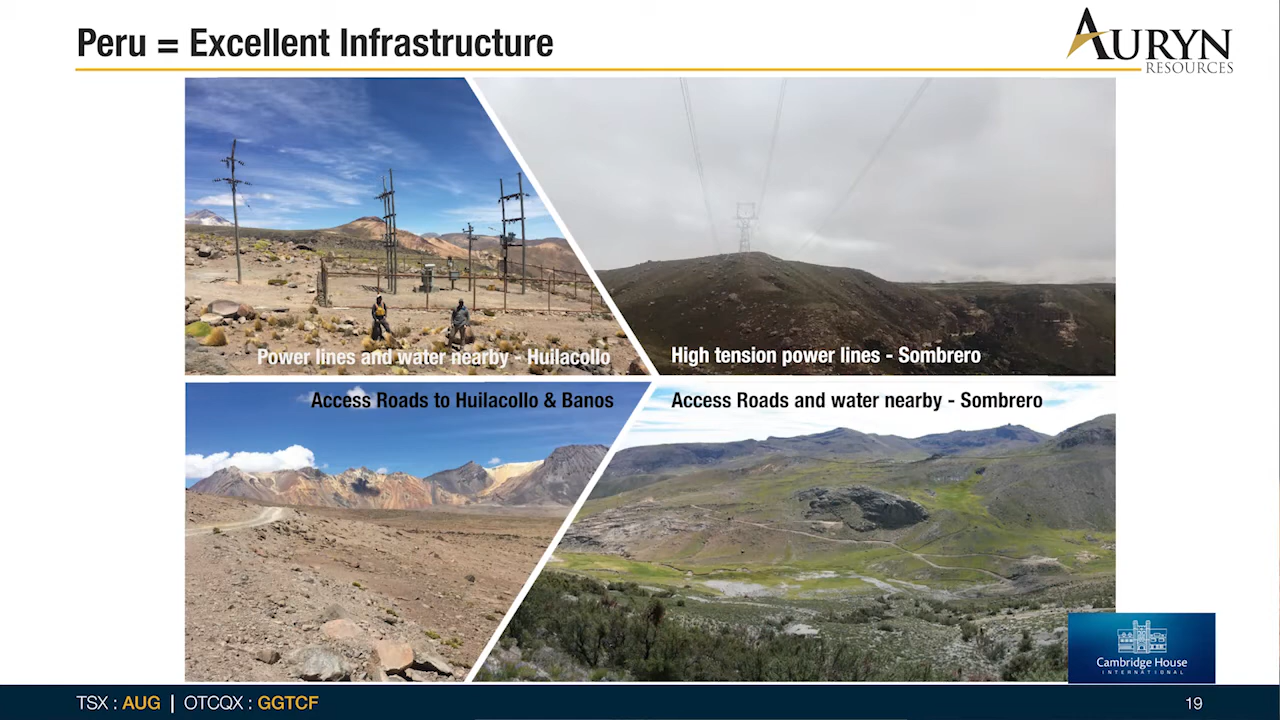 Peru = Excellent Infrastructure
AURYN
RESOURCES
Power lines and water nearby - Huilacollo
High tension power lines - Sombrero
Access Roads to Huilacollo & Banos
Access Roads and water nearby - Sombrero
Cambridge House
INTERNATIONAL
TSX : AUG | OTCQX : GGTCF
19